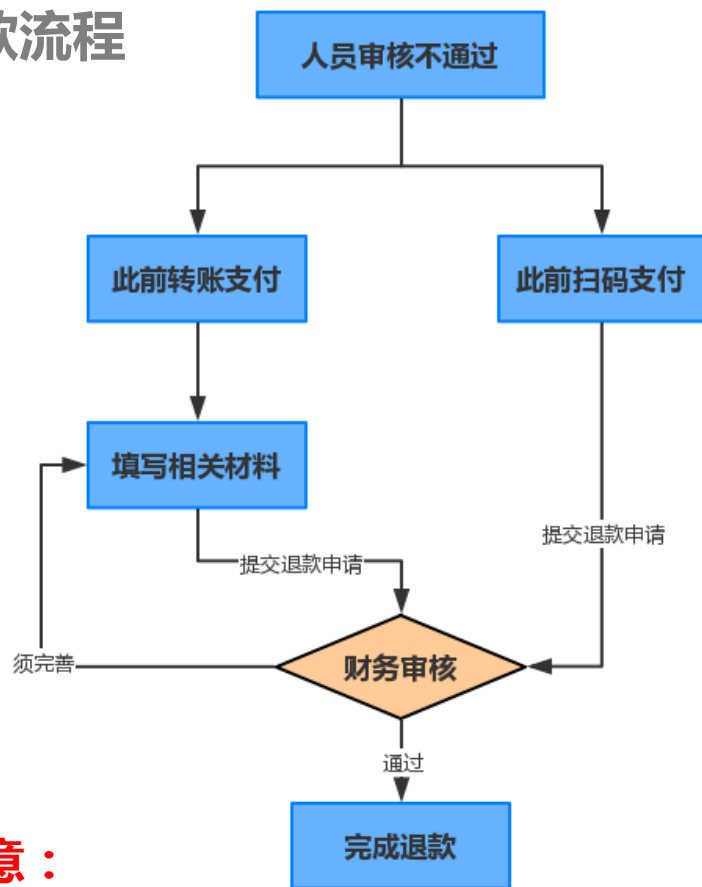 款流程
人员审核不通过
此前转账支付
此前扫码支付
填写相关材料
提交退款申请
提交退款申请
财务审核
须完善
通过
完成退款
意：